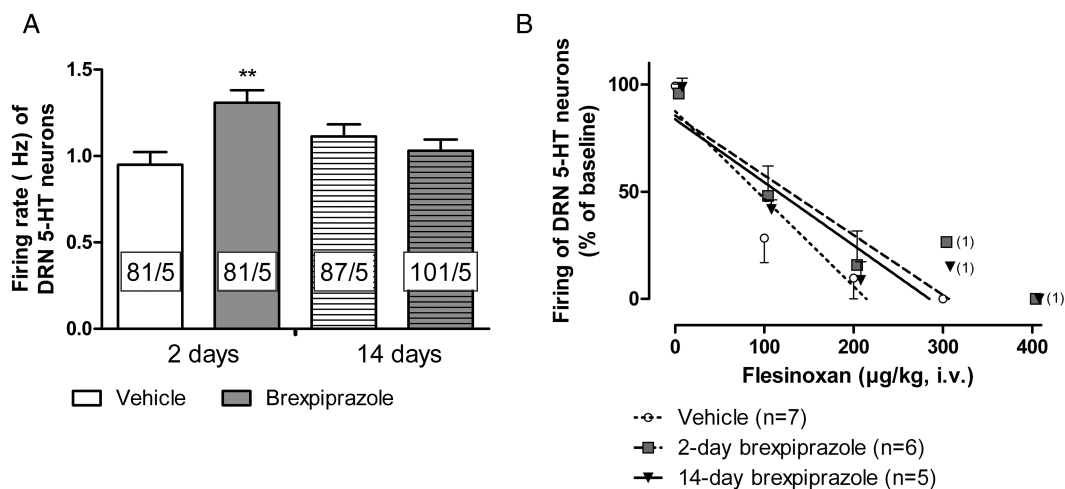 A
Firing rate ( Hz) of
DRN 5-HT neurons
1.5
1.0
0.5
0.0
**
81/5
81/5
87/5
101/5
2 days
14 days
Vehicle
Brexpiprazole
B
Firing of DRN 5-HT neurons
(% of baseline)
100
50
0
(1)
(1)
(1)
0
100
200
300
400
Flesinoxan (µg/kg, i.v.)
Vehicle (n=7)
2-day brexpiprazole (n=6)
14-day brexpiprazole (n=5)